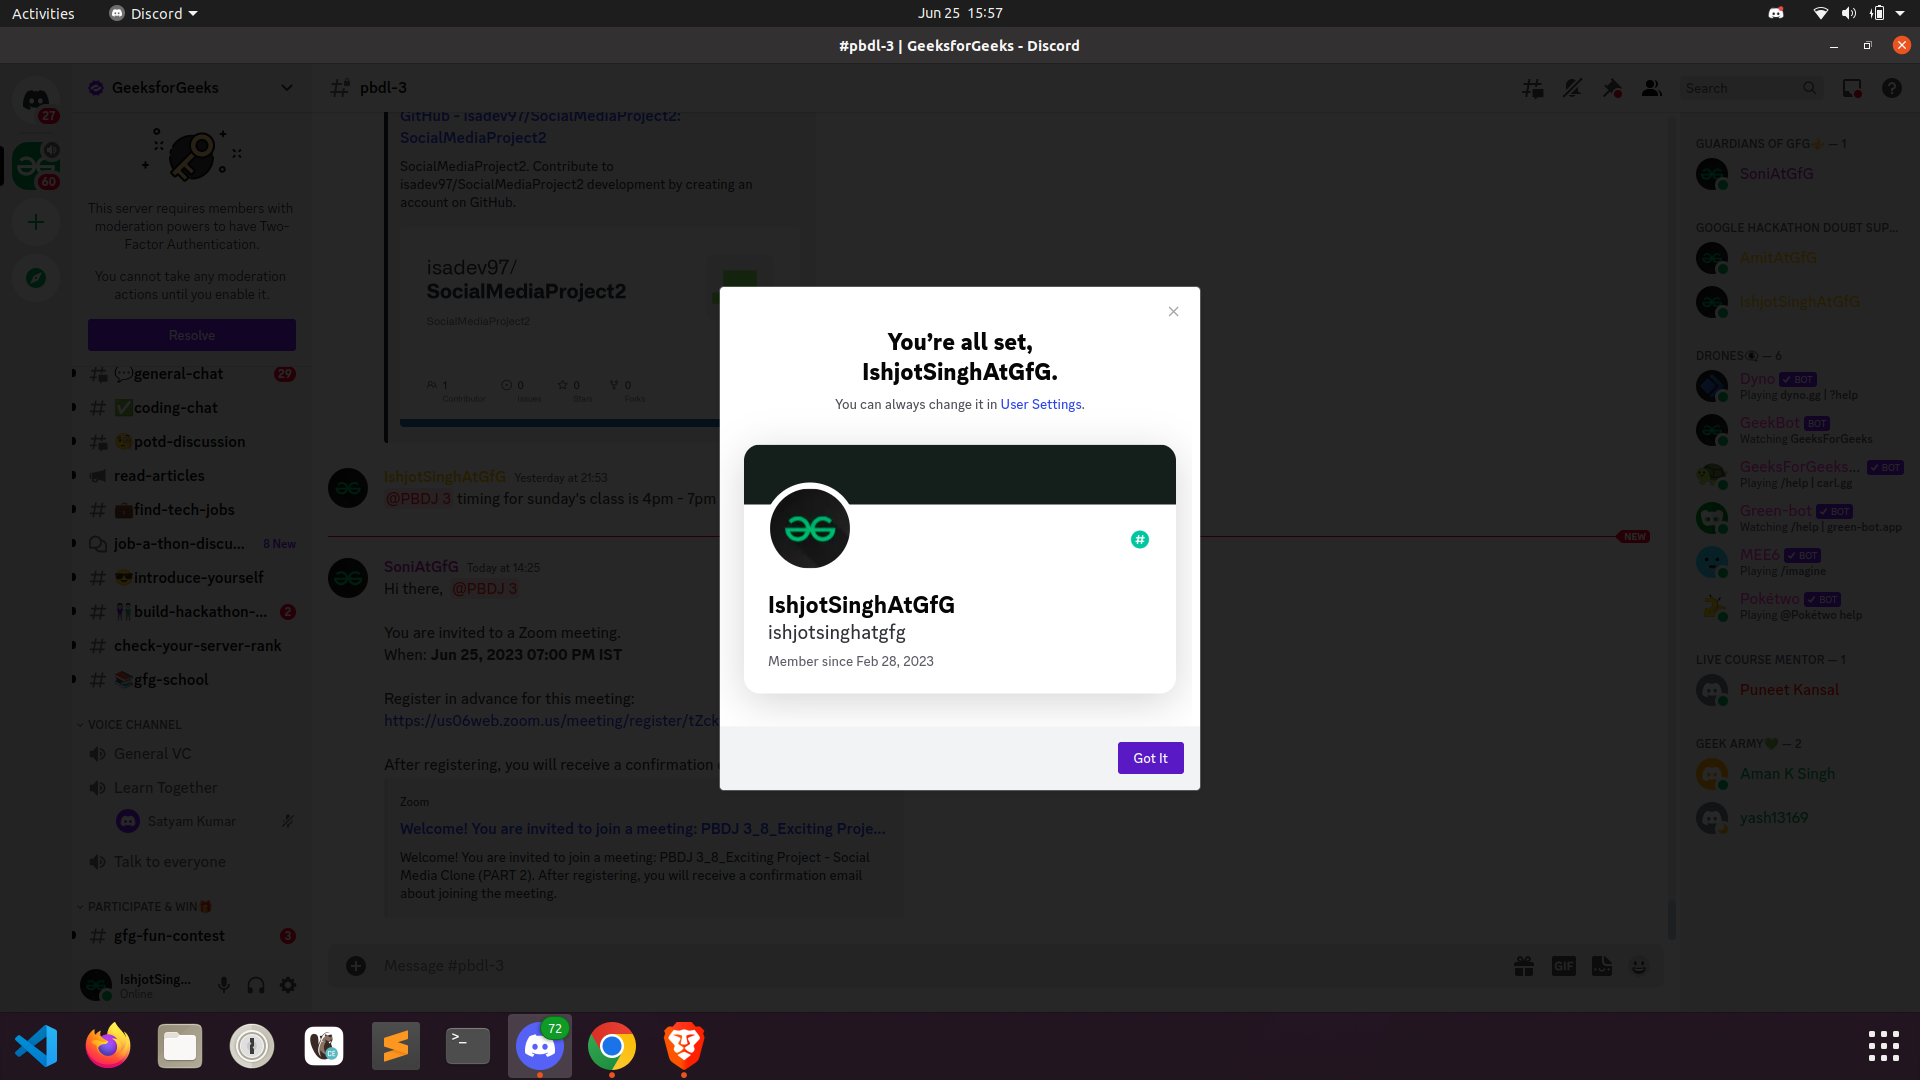 Activities
Discord
Jun 25 15:57
#pbdl-3 | GeeksforGeeks - Discord
27
60
GeeksforGeeks
This server requires members with
moderation powers to have Two-
Factor Authentication.
You cannot take any moderation
actions until you enable it.
Resolve
💬general-chat
29
✅coding-chat
🧐potd-discussion
read-articles
💼find-tech-jobs
job-a-thon-discu...
8 New
😎introduce-yourself
👫build-hackathon-...
2
check-your-server-rank
📚gfg-school
VOICE CHANNEL
General VC
Learn Together
Satyam Kumar
Talk to everyone
PARTICIPATE & WIN🎁
gfg-fun-contest
3
IshjotSing...
Online
pbdl-3
Search
GitHub - isadev97/SocialMediaProject2:
SocialMediaProject2
SocialMediaProject2. Contribute to
isadev97/SocialMediaProject2 development by creating an
account on GitHub.
isadev97/
SocialMediaProject2
SocialMediaProject2
1
Contributor
0
Issues
0
Stars
0
Forks
IshjotSinghAtGfG Yesterday at 21:53
@PBDJ 3 timing for sunday's class is 4pm - 7pm
NEW
SoniAtGfG Today at 14:25
Hi there, @PBDJ 3
You are invited to a Zoom meeting.
When: Jun 25, 2023 07:00 PM IST
Register in advance for this meeting:
https://us06web.zoom.us/meeting/register/tZck
After registering, you will receive a confirmation
Zoom
Welcome! You are invited to join a meeting: PBDJ 3_8_Exciting Proje...
Welcome! You are invited to join a meeting: PBDJ 3_8_Exciting Project - Social
Media Clone (PART 2). After registering, you will receive a confirmation email
about joining the meeting.
Message #pbdl-3
GIF
You’re all set,
IshjotSinghAtGfG.
You can always change it in User Settings.
#
IshjotSinghAtGfG
ishjotsinghatgfg
Member since Feb 28, 2023
Got It
GUARDIANS OF GFG — 1
SoniAtGfG
GOOGLE HACKATHON DOUBT SUP...
AmitAtGfG
IshjotSinghAtGfG
DRONES — 6
Dyno BOT
Playing dyno.gg | ?help
GeekBot BOT
Watching GeeksForGeeks
GeeksForGeeks... BOT
Playing /help | carl.gg
Green-bot BOT
Watching /help | green-bot.app
MEE6 BOT
Playing /imagine
Pokétwo BOT
Playing @Pokétwo help
LIVE COURSE MENTOR — 1
Puneet Kansal
GEEK ARMY💚 — 2
Aman K Singh
yash13169
CE
>_
72